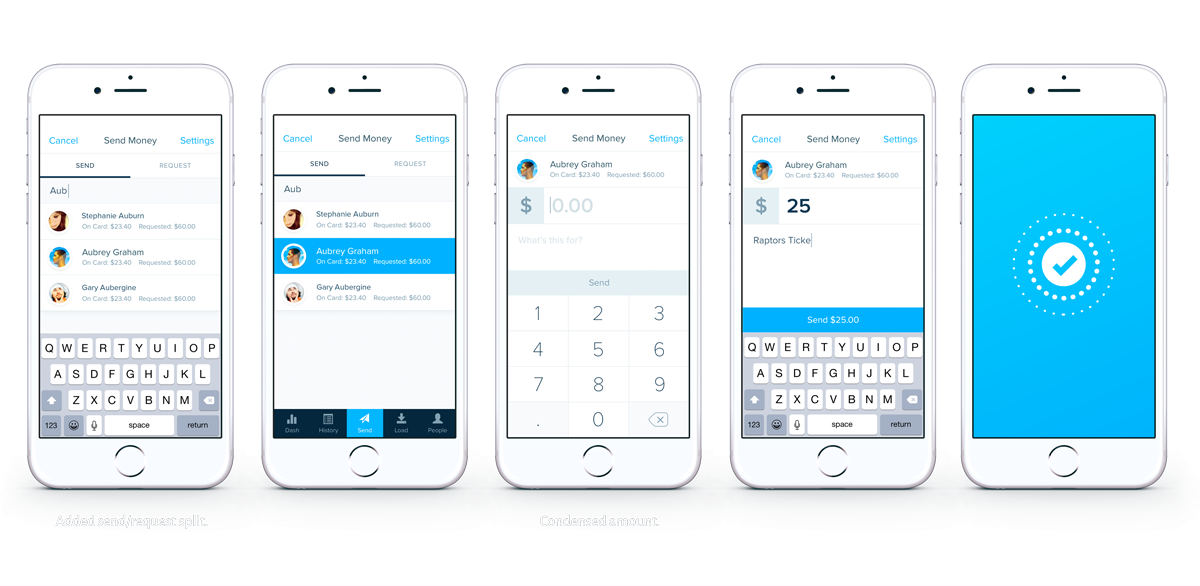 Cancel Send Money Settings
SEND REQUEST
Aub
Stephanie Auburn
On Card: $23.40 Requested: $60.00
Aubrey Graham
On Card: $23.40 Requested: $60.00
Gary Aubergine
On Card: $23.40 Requested: $60.00
Q W E R T Y U I O P
A S D F G H J K L
Z X C V B N M
123 space return
Cancel Send Money Settings
SEND REQUEST
Aub
Stephanie Auburn
On Card: $23.40 Requested: $60.00
Aubrey Graham
On Card: $23.40 Requested: $60.00
Gary Aubergine
On Card: $23.40 Requested: $60.00
Dash History Send Load People
Cancel Send Money Settings
Aubrey Graham
On Card: $23.40 Requested: $60.00
$ 0.00
What's this for?
Send
1 2 3
4 5 6
7 8 9
. 0
Cancel Send Money Settings
Aubrey Graham
On Card: $23.40 Requested: $60.00
$ 25
Raptors Ticke
Send $25.00
Q W E R T Y U I O P
A S D F G H J K L
Z X C V B N M
123 space return
Added send/request split.
Condensed amount.